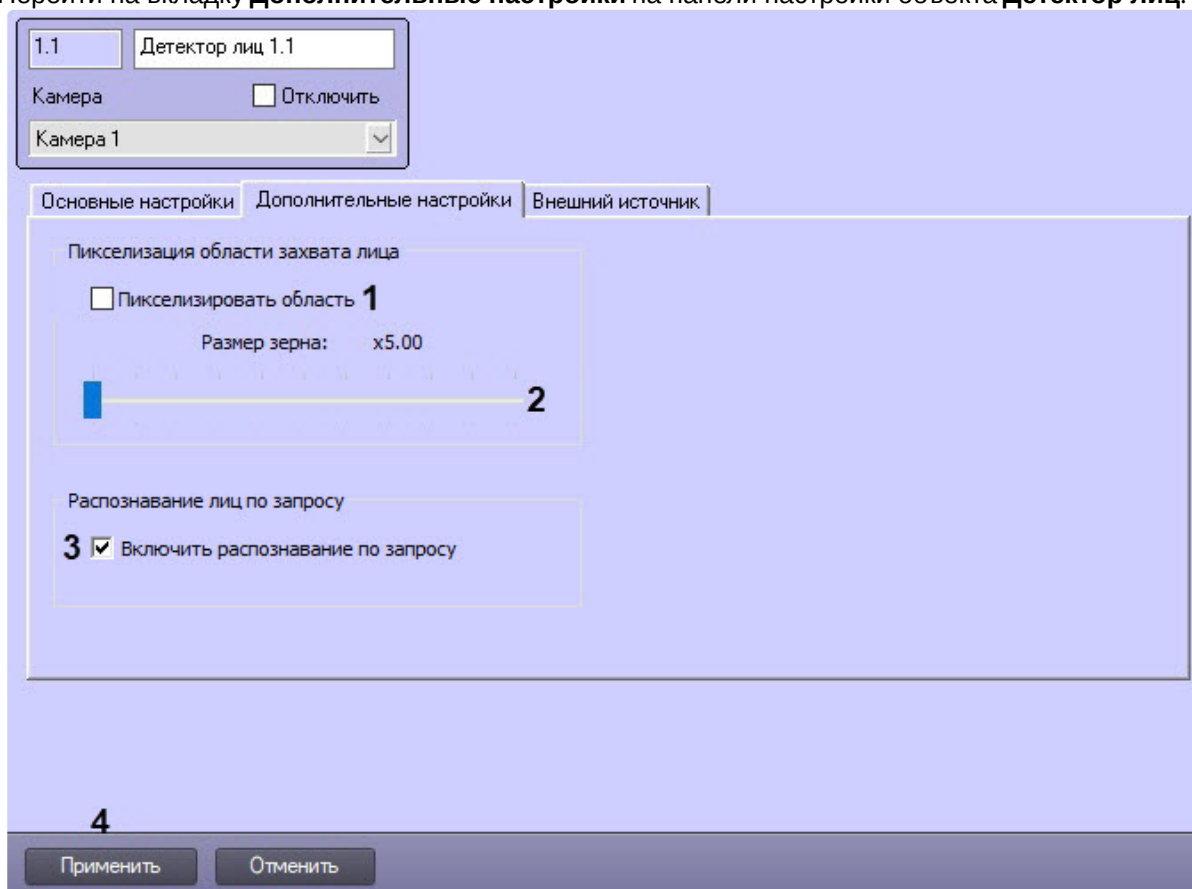 Перейти на вкладку Дополнительные настройки на панели настройки объекта Детектор лиц.
1.1 Детектор лиц 1.1
Камера Отключить
Камера 1
Основные настройки Дополнительные настройки Внешний источник
Пикселизация области захвата лица
Пикселизировать область 1
Размер зерна: x5.00
2
Распознавание лиц по запросу
3 Включить распознавание по запросу
4
Применить Отменить